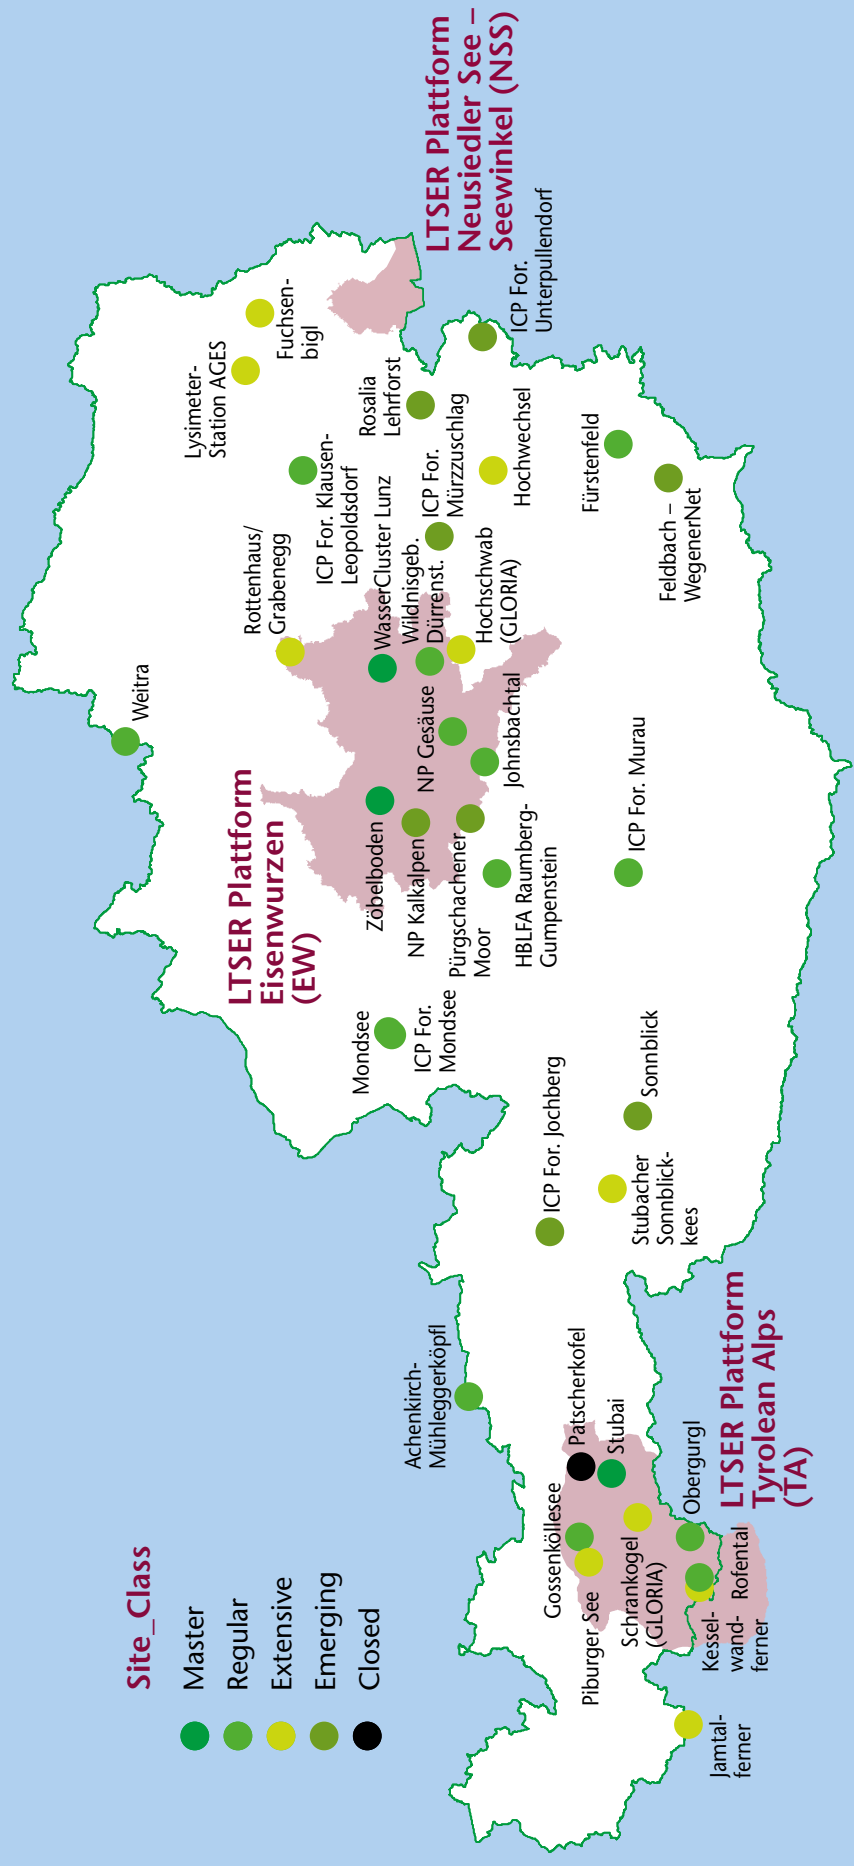 Site_Class
Master
Regular
Extensive
Emerging
Closed
LTSER Plattform
Eisenwurzen
(EW)
LTSER Plattform
Neusiedler See –
Seewinkel (NSS)
LTSER Plattform
Tyrolean Alps
(TA)
Weitra
Rottenhaus/
Grabenegg
Lysimeter-
Station AGES
Fuchsen-
bigl
ICP For. Klausen-
Leopoldsdorf
WasserCluster Lunz
Wildnisgeb.
Dürrenst.
Rosalia
Lehrforst
ICP For.
Mürzzuschlag
ICP For.
Unterpullendorf
Hochwechsel
Hochschwab
(GLORIA)
Fürstenfeld
Feldbach –
WegenerNet
Zöbelboden
NP Kalkalpen
NP Gesäuse
Johnsbachtal
Pürgschachener
Moor
HBLFA Raumberg-
Gumpenstein
ICP For. Murau
Mondsee
ICP For.
Mondsee
ICP For. Jochberg
Sonnblick
Stubacher
Sonnblick-
kees
Achenkirch-
Mühleggerköpfl
Patscherkofel
Stubai
Gossenköllesee
Piburger See
Schrankogel
(GLORIA)
Obergurgl
Rofental
Kessel-
wand-
ferner
Jamtal-
ferner